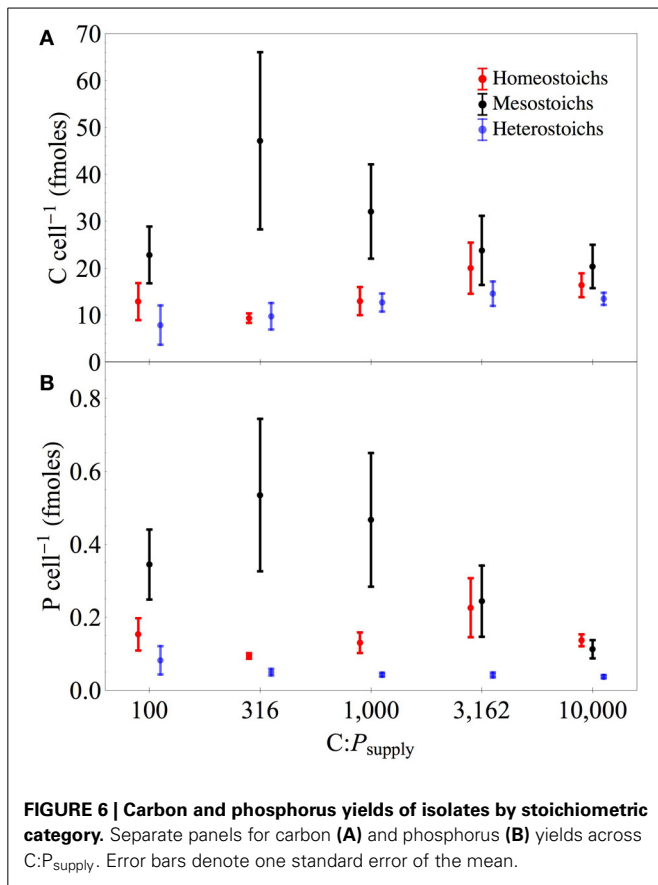 A
70
60
50
40
30
20
10
0
C cell⁻¹ (fmoles)
Homeostoichs
Mesostoichs
Heterostoichs
B
0.8
0.6
0.4
0.2
0.0
P cell⁻¹ (fmoles)
100 316 1,000 3,162 10,000
C:P_supply
FIGURE 6 | Carbon and phosphorus yields of isolates by stoichiometric
category. Separate panels for carbon (A) and phosphorus (B) yields across
C:P_supply. Error bars denote one standard error of the mean.